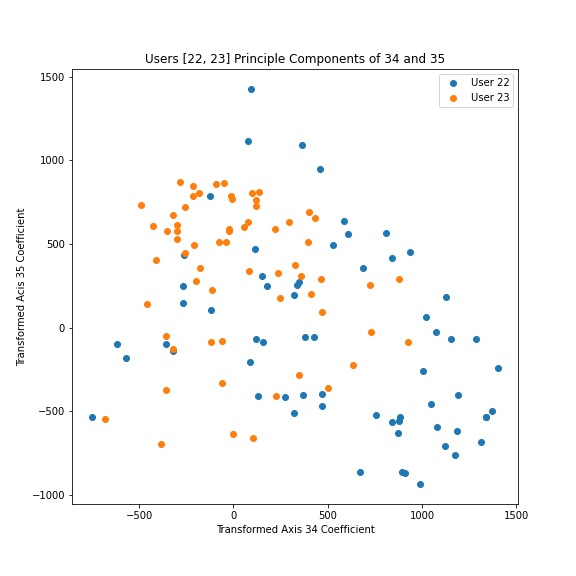 Users [22, 23] Principle Components of 34 and 35
User 22
User 23
Transformed Acis 35 Coefficient
1500
1000
500
0
−500
−1000
−500
0
500
1000
1500
Transformed Axis 34 Coefficient